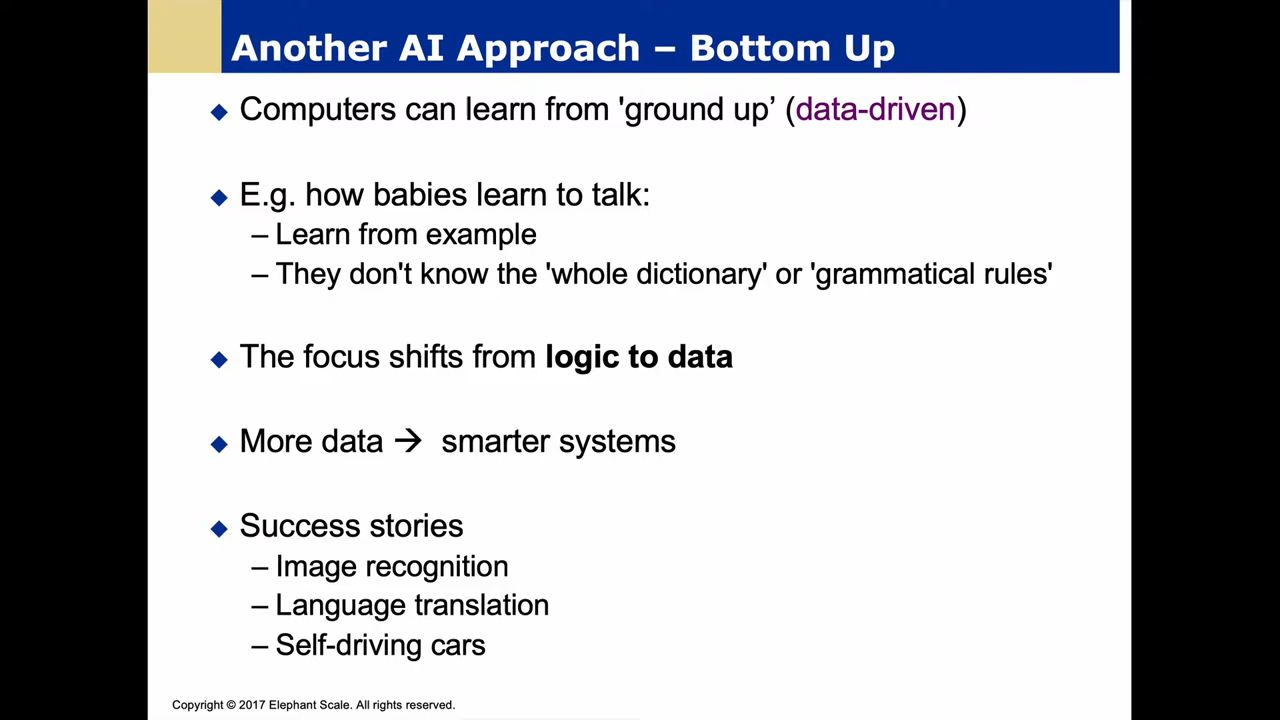 Another AI Approach – Bottom Up
◆ Computers can learn from 'ground up’ (data-driven)
◆ E.g. how babies learn to talk:
– Learn from example
– They don't know the 'whole dictionary' or 'grammatical rules'
◆ The focus shifts from logic to data
◆ More data → smarter systems
◆ Success stories
– Image recognition
– Language translation
– Self-driving cars
Copyright © 2017 Elephant Scale. All rights reserved.